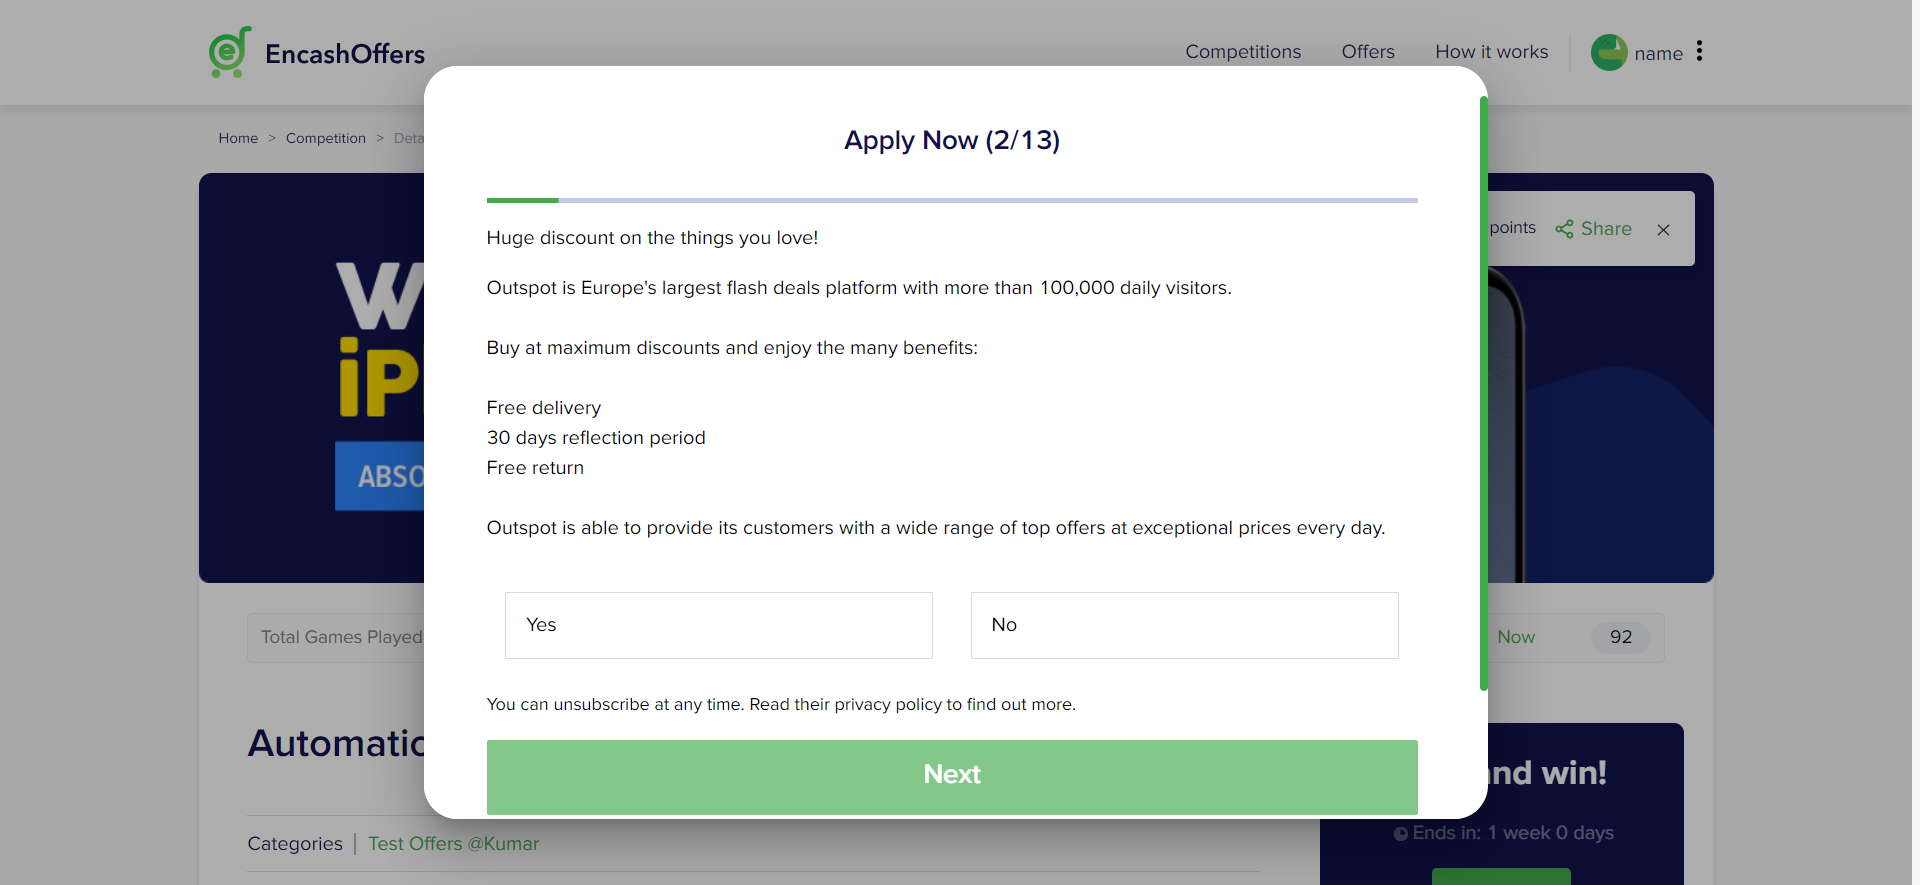 EncashOffers
Competitions
Offers
How it works
name
Home > Competition > Deta
Apply Now (2/13)
Huge discount on the things you love!
Outspot is Europe's largest flash deals platform with more than 100,000 daily visitors.
Buy at maximum discounts and enjoy the many benefits:
Free delivery
30 days reflection period
Free return
Outspot is able to provide its customers with a wide range of top offers at exceptional prices every day.
Yes
No
You can unsubscribe at any time. Read their privacy policy to find out more.
Next
points
Share
W
iP
ABSO
Total Games Played
Now
92
Automatic
Categories | Test Offers @Kumar
nd win!
Ends in: 1 week 0 days